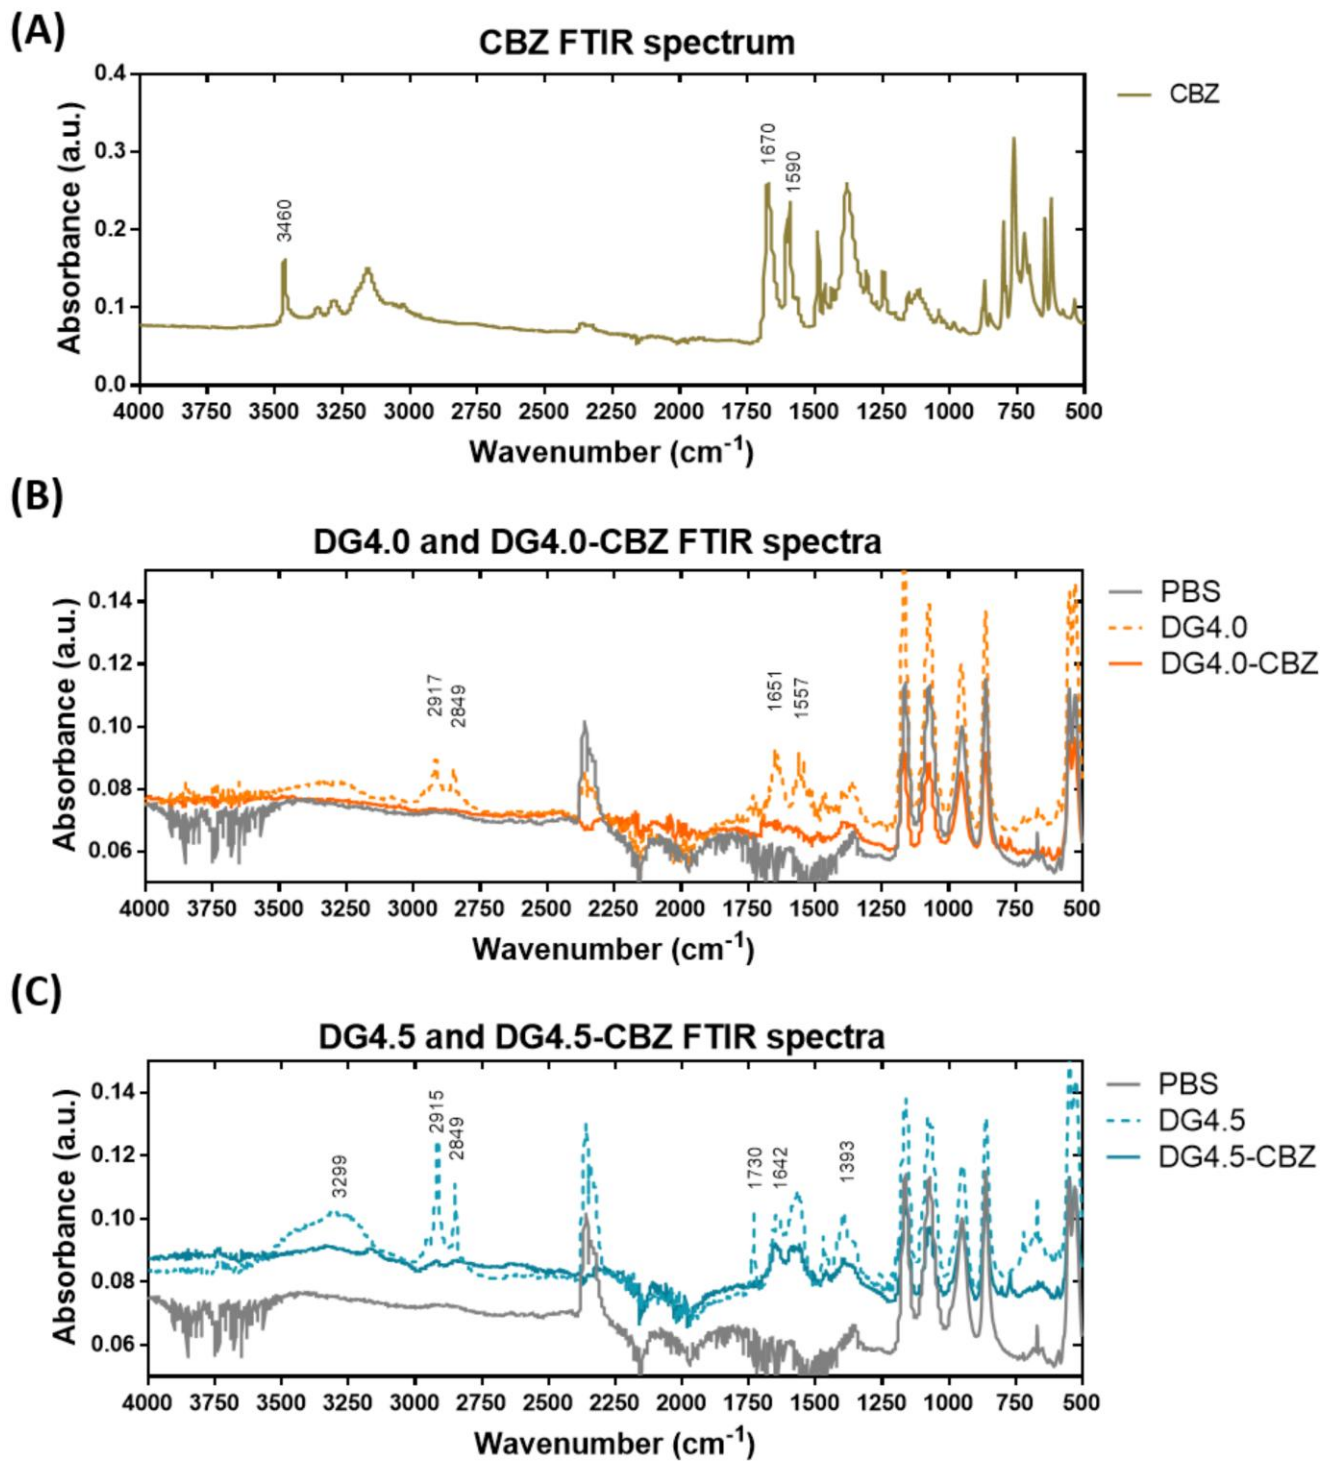 (A)
CBZ FTIR spectrum
CBZ
Absorbance (a.u.)
0.4
0.3
0.2
0.1
0.0
3460
1670
1590
4000 3750 3500 3250 3000 2750 2500 2250 2000 1750 1500 1250 1000 750 500
Wavenumber (cm-1)
(B)
DG4.0 and DG4.0-CBZ FTIR spectra
PBS
DG4.0
DG4.0-CBZ
Absorbance (a.u.)
0.14
0.12
0.10
0.08
0.06
2917
2849
1651
1557
4000 3750 3500 3250 3000 2750 2500 2250 2000 1750 1500 1250 1000 750 500
Wavenumber (cm-1)
(C)
DG4.5 and DG4.5-CBZ FTIR spectra
PBS
DG4.5
DG4.5-CBZ
Absorbance (a.u.)
0.14
0.12
0.10
0.08
0.06
3299
2915
2849
1730
1642
1393
4000 3750 3500 3250 3000 2750 2500 2250 2000 1750 1500 1250 1000 750 500
Wavenumber (cm-1)